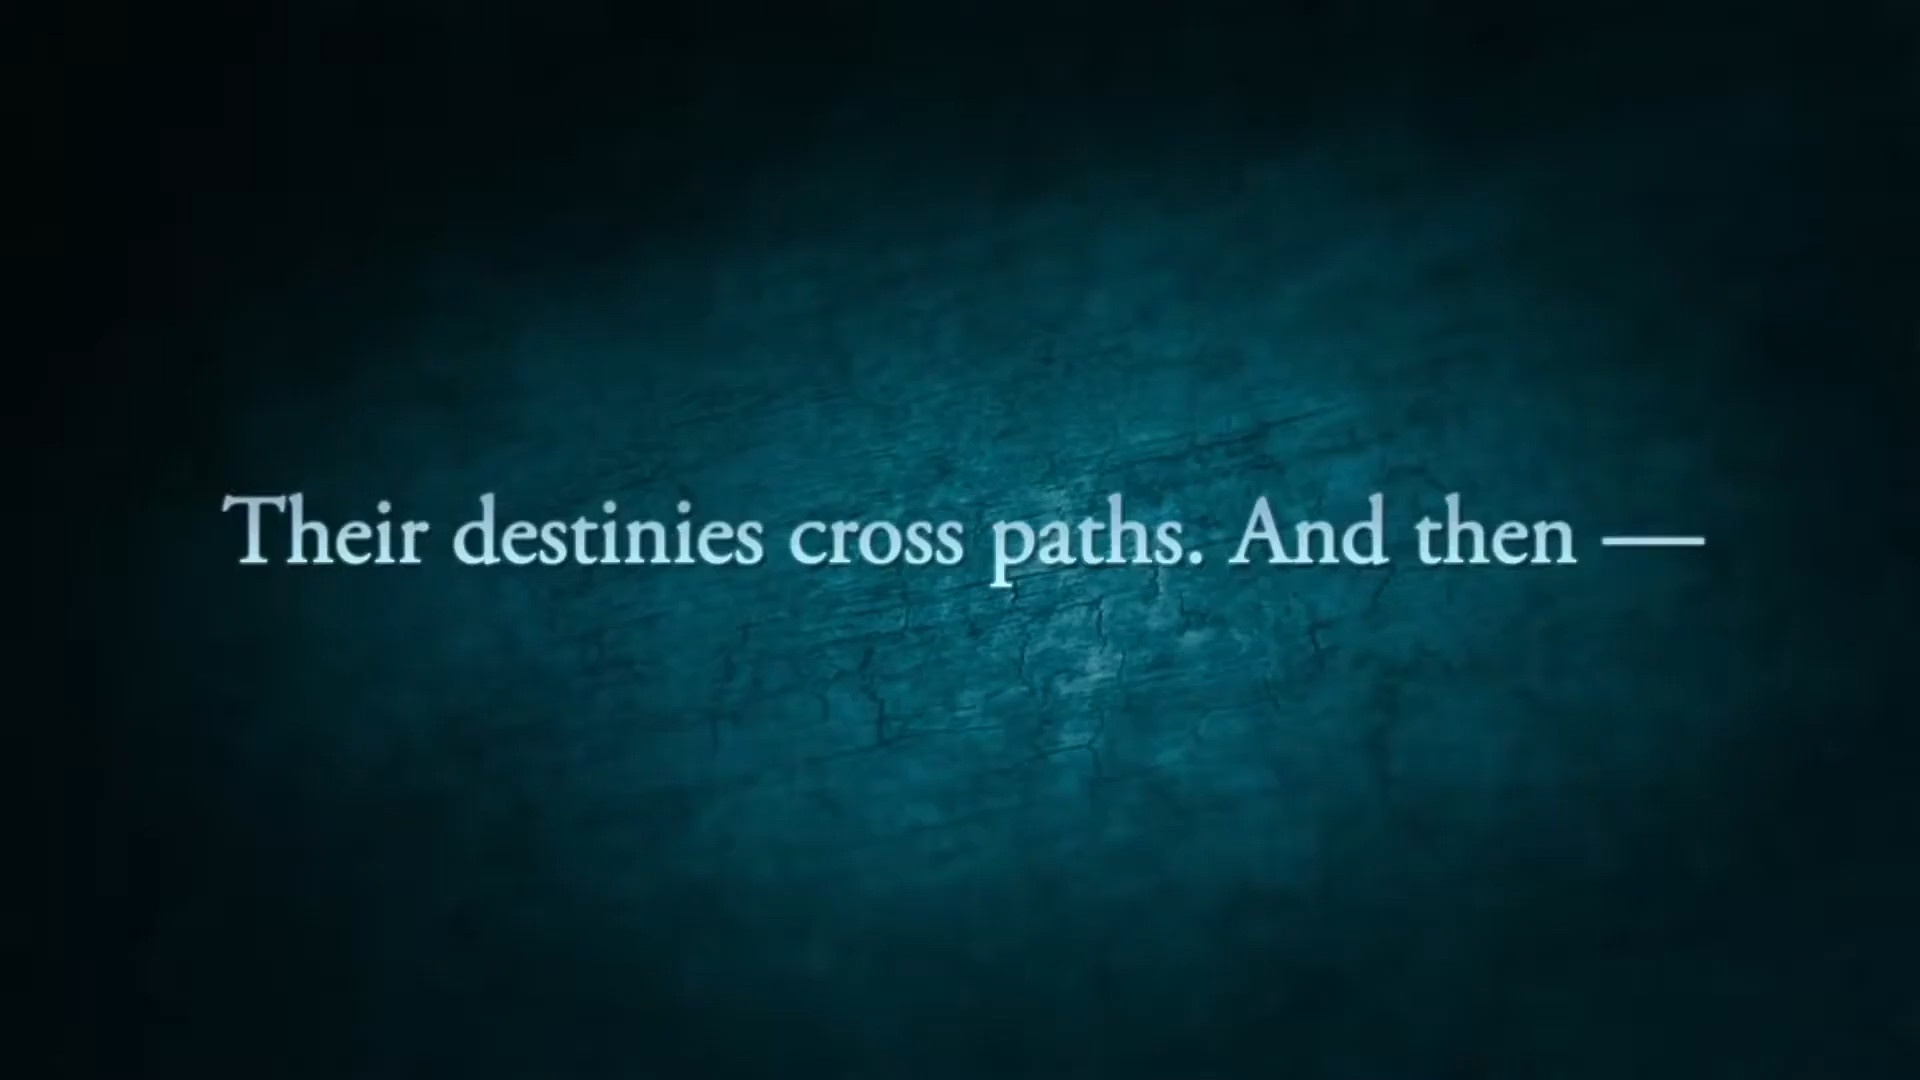 Their destinies cross paths. And then —